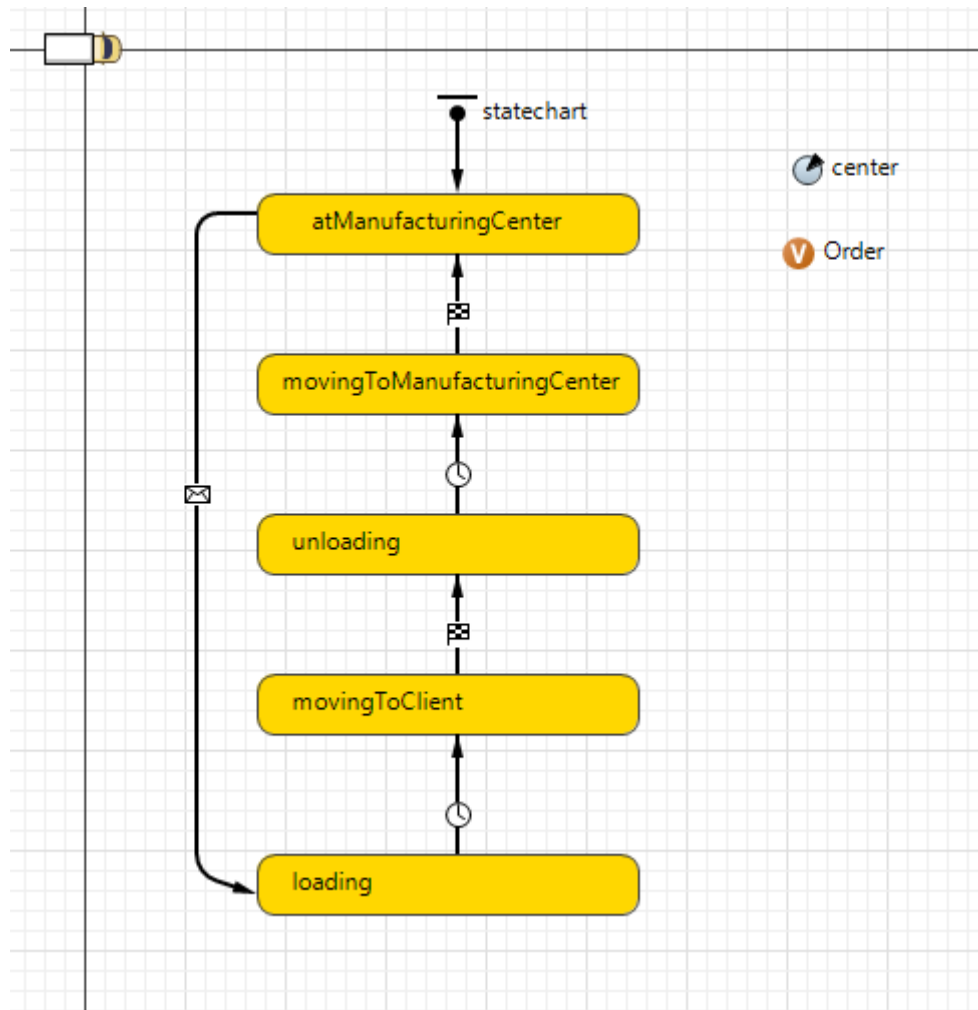 statechart
center
atManufacturingCenter
V Order
movingToManufacturingCenter
unloading
movingToClient
loading